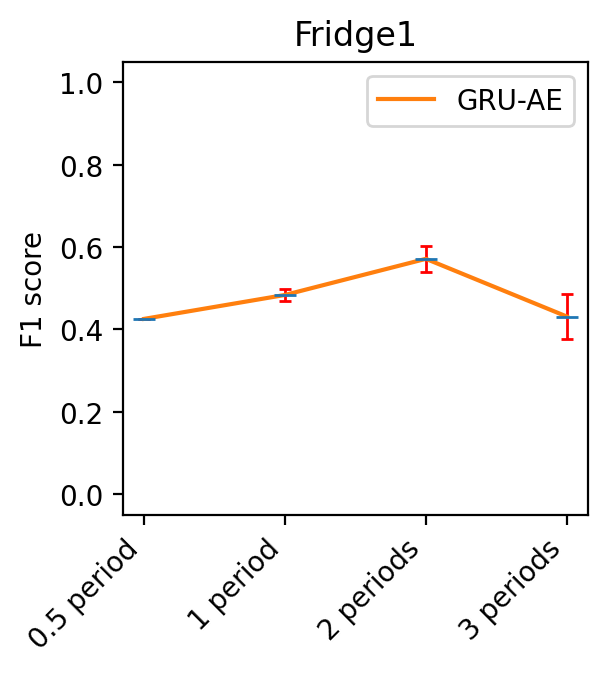 Fridge1
GRU-AE
F1 score
1.0
0.8
0.6
0.4
0.2
0.0
0.5 period
1 period
2 periods
3 periods